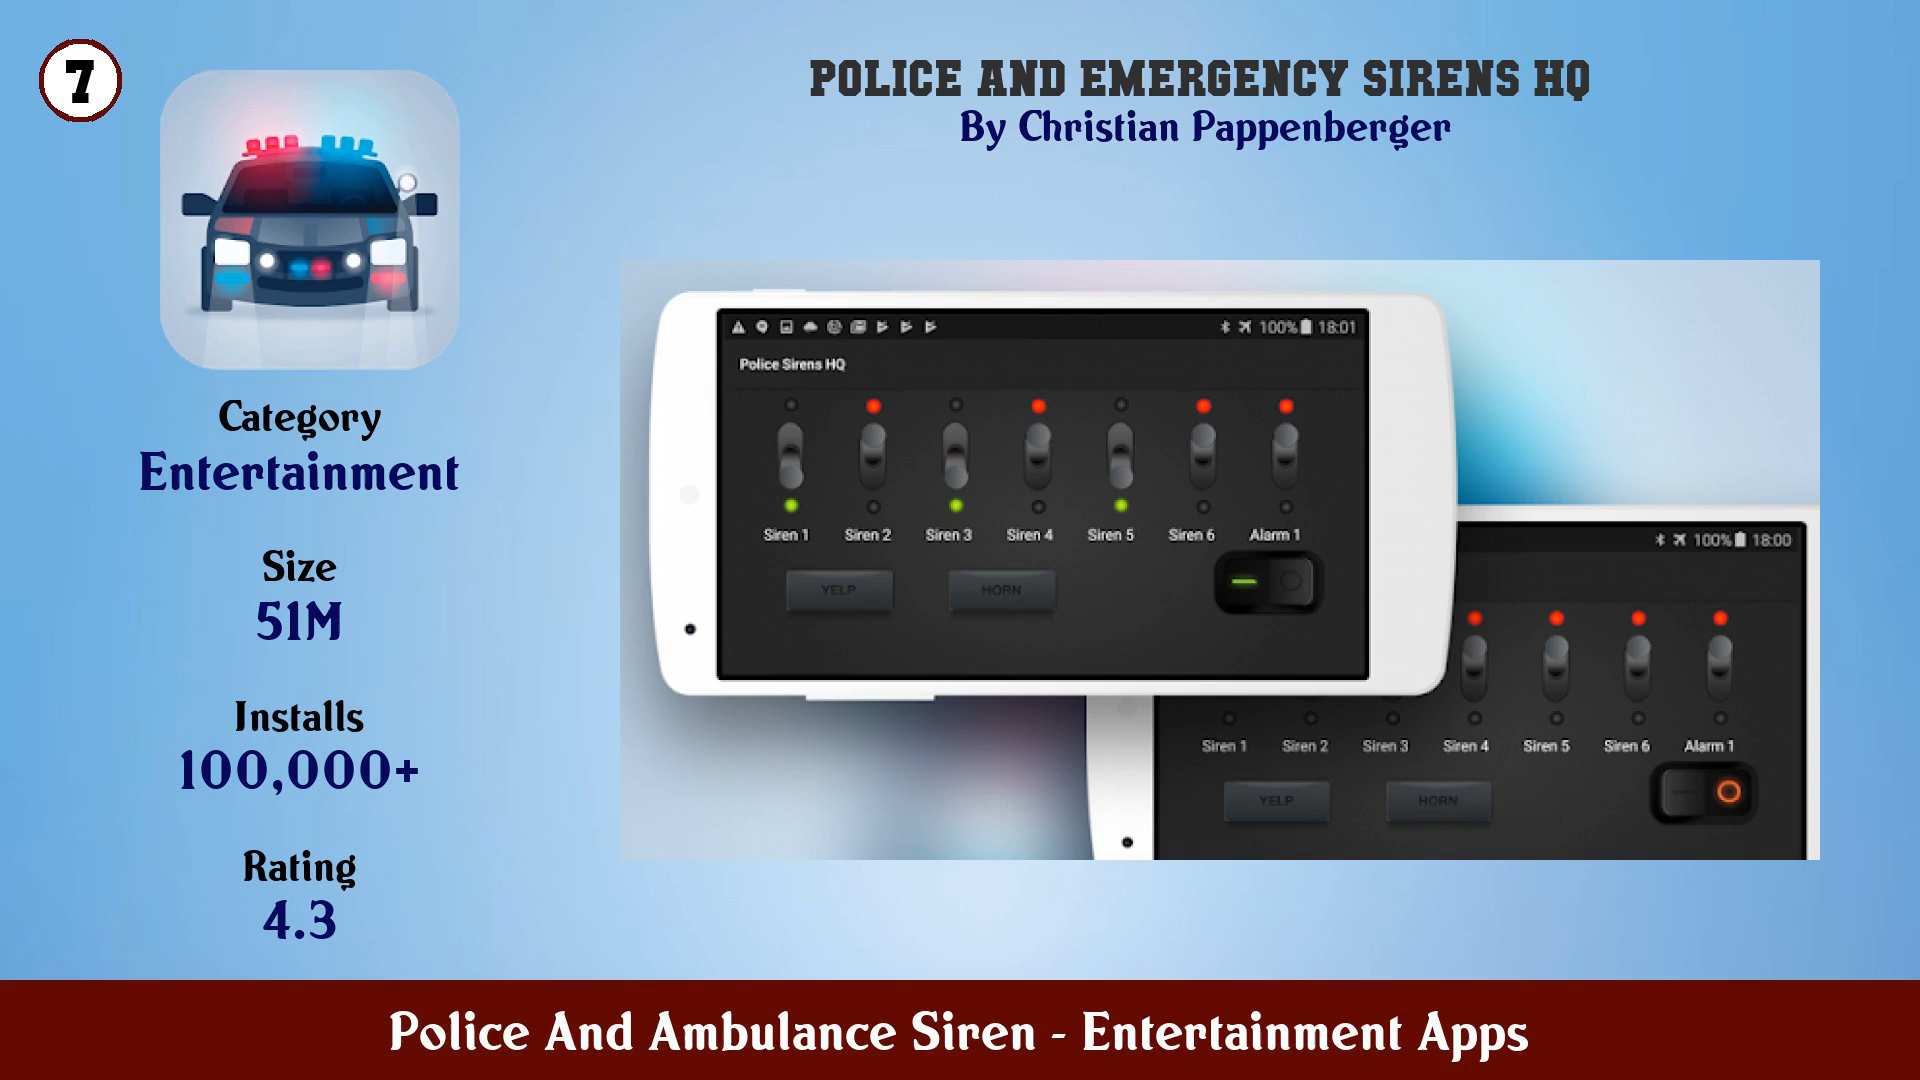 7
POLICE AND EMERGENCY SIRENS HQ
By Christian Pappenberger
Category
Entertainment
Size
51M
Installs
100,000+
Rating
4.3
100% 18:01
Police Sirens HQ
Siren 1 Siren 2 Siren 3 Siren 4 Siren 5 Siren 6 Alarm 1
YELP HORN
100% 18:00
Siren 1 Siren 2 Siren 3 Siren 4 Siren 5 Siren 6 Alarm 1
YELP HORN
Police And Ambulance Siren - Entertainment Apps